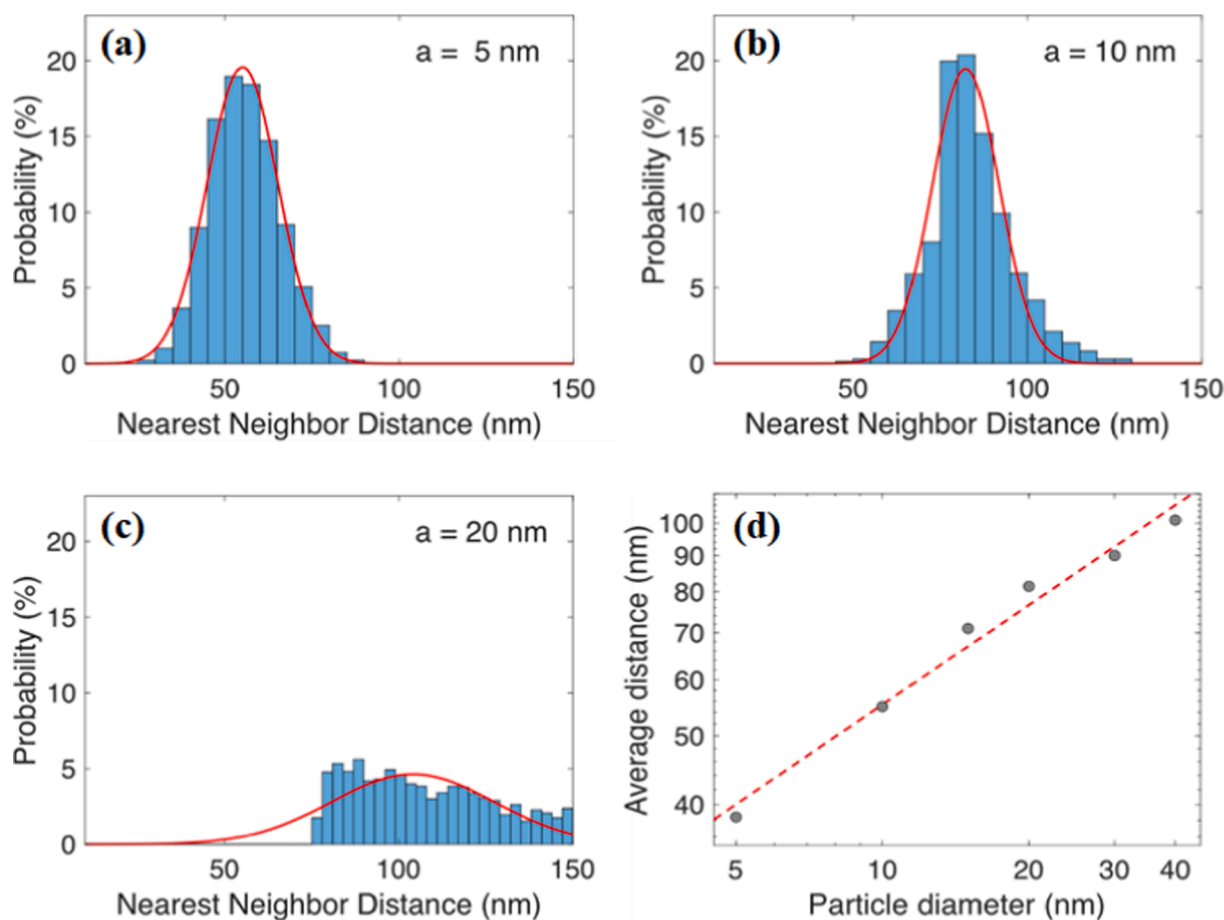 (a)
a = 5 nm
Probability (%)
20
15
10
5
0
50
100
150
Nearest Neighbor Distance (nm)
(b)
a = 10 nm
Probability (%)
20
15
10
5
0
50
100
150
Nearest Neighbor Distance (nm)
(c)
a = 20 nm
Probability (%)
20
15
10
5
0
50
100
150
Nearest Neighbor Distance (nm)
(d)
Average distance (nm)
100
90
80
70
60
50
40
5
10
20
30
40
Particle diameter (nm)